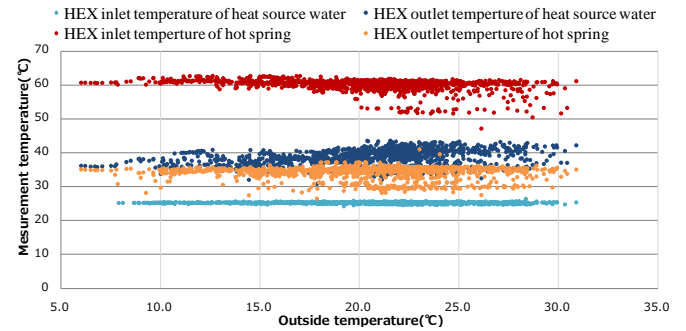 HEX inlet temperature of heat source water HEX outlet temperture of heat source water
HEX inlet temperture of hot spring HEX outlet temperture of hot spring
70
60
50
40
30
20
10
0
Mesurement temperature(℃)
5.0 10.0 15.0 20.0 25.0 30.0 35.0
Outside temperature(℃)